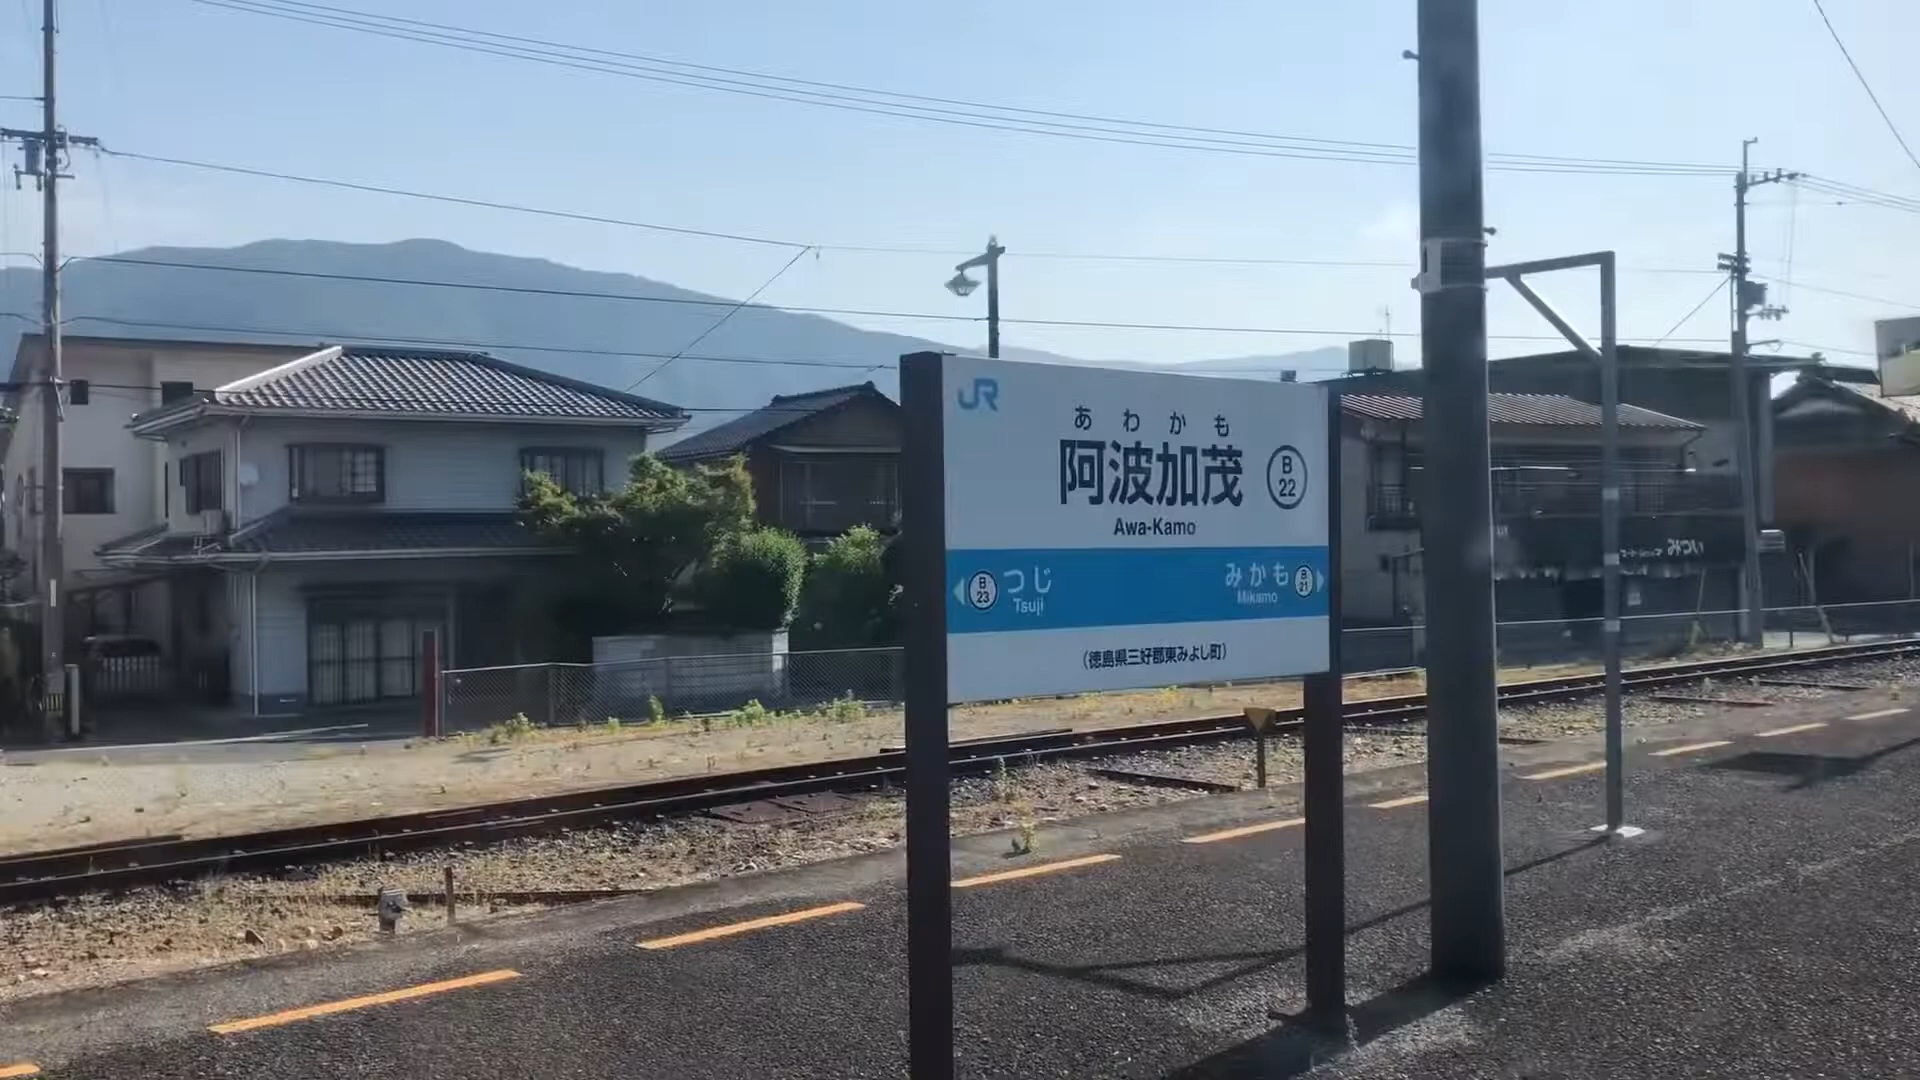 JR
あわかも
阿波加茂
B
22
Awa-Kamo
B
23
つじ
Tsuji
みかも
Mikamo
B
21
（徳島県三好郡東みよし町）
みつい